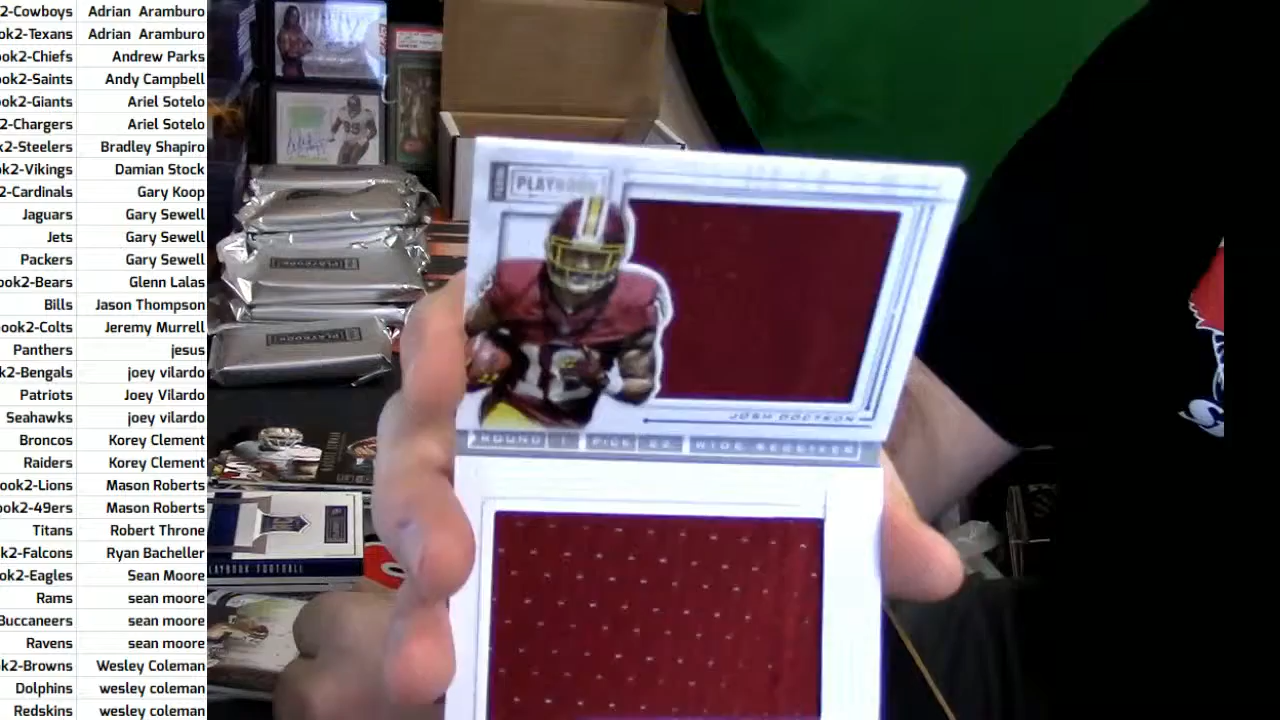 2-Cowboys Adrian Aramburo
ok2-Texans Adrian Aramburo
ok2-Chiefs Andrew Parks
ok2-Saints Andy Campbell
ok2-Giants Ariel Sotelo
2-Chargers Ariel Sotelo
k2-Steelers Bradley Shapiro
k2-Vikings Damian Stock
2-Cardinals Gary Koop
Jaguars Gary Sewell
Jets Gary Sewell
Packers Gary Sewell
ok2-Bears Glenn Lalas
Bills Jason Thompson
ook2-Colts Jeremy Murrell
Panthers jesus
k2-Bengals joey vilardo
Patriots Joey Vilardo
Seahawks joey vilardo
Broncos Korey Clement
Raiders Korey Clement
ook2-Lions Mason Roberts
ok2-49ers Mason Roberts
Titans Robert Throne
k2-Falcons Ryan Bacheller
ok2-Eagles Sean Moore
Rams sean moore
Buccaneers sean moore
Ravens sean moore
k2-Browns Wesley Coleman
Dolphins wesley coleman
Redskins wesley coleman
PLAYBOOK
JOSH DOCTSON
ROUND 1 PICK 22 WIDE RECEIVER
PLAYBOOK
PLAYBOOK
PLAYBOOK FOOTBALL